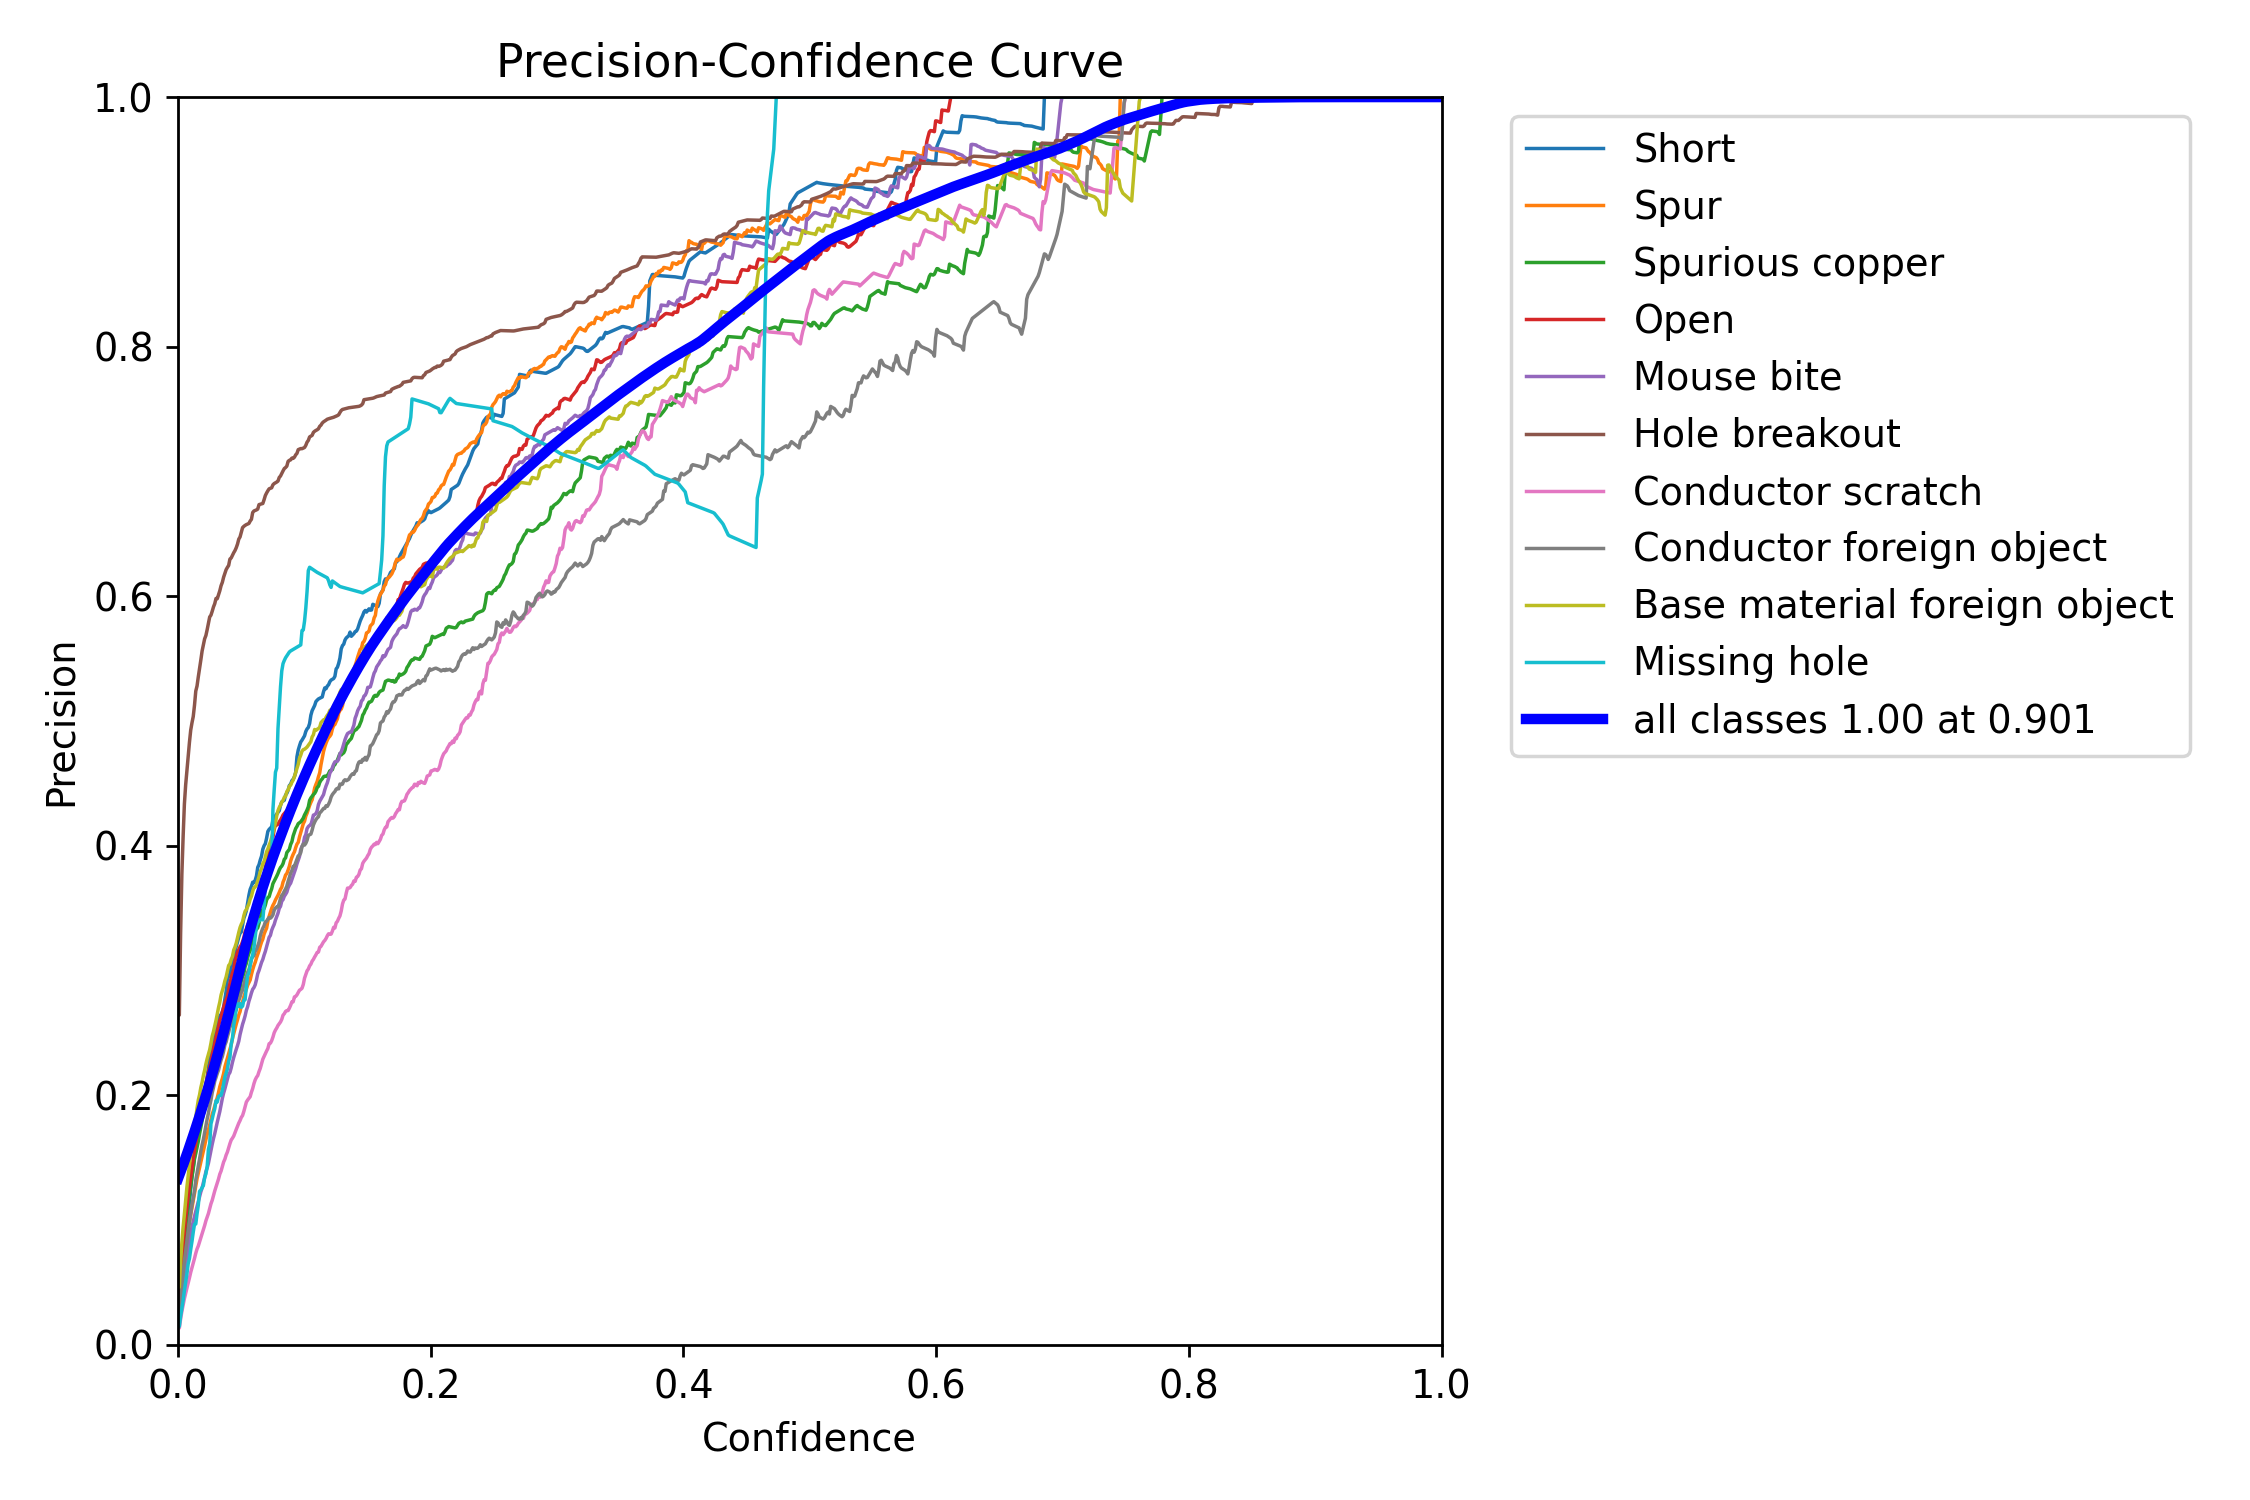 Precision-Confidence Curve
1.0
0.8
0.6
0.4
0.2
0.0
Precision
0.0 0.2 0.4 0.6 0.8 1.0
Confidence
Short
Spur
Spurious copper
Open
Mouse bite
Hole breakout
Conductor scratch
Conductor foreign object
Base material foreign object
Missing hole
all classes 1.00 at 0.901